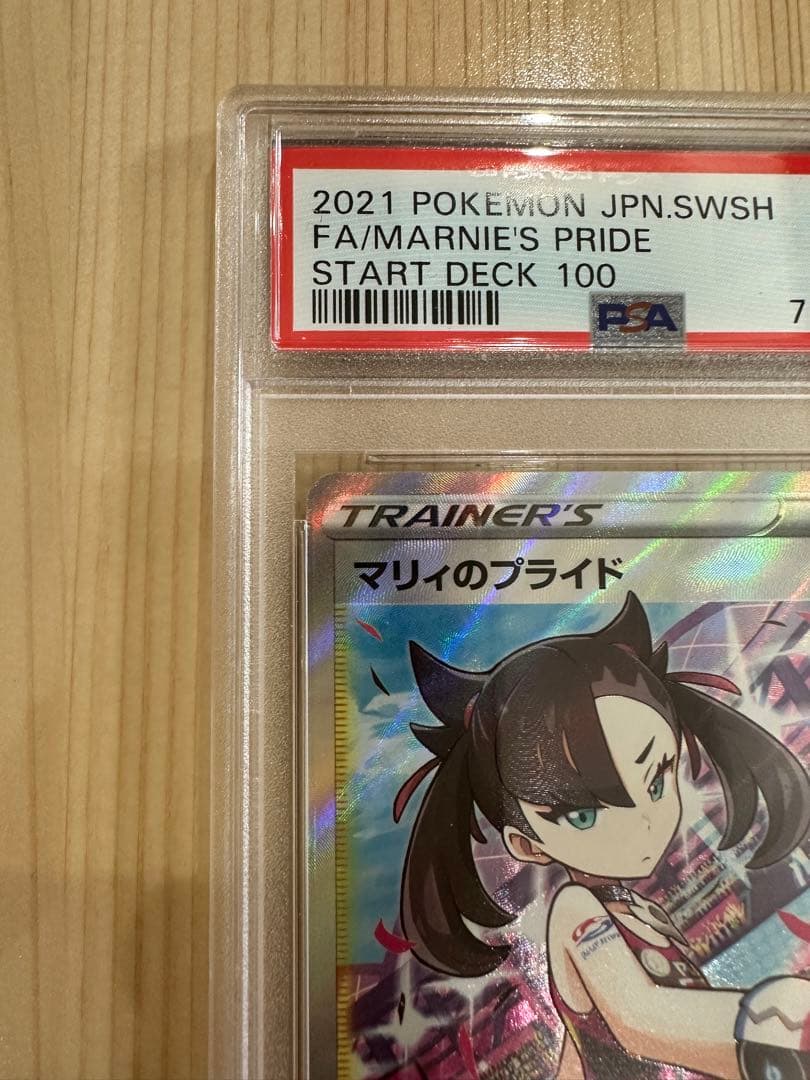 2021 POKEMON JPN.SWSH
FA/MARNIE'S PRIDE
START DECK 100
PSA
7
TRAINER'S
マリィのプライド